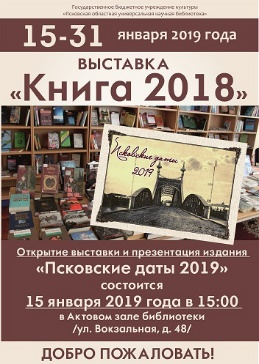 Государственное бюджетное учреждение культуры
«Псковская областная универсальная научная библиотека»
15-31 января 2019 года
ВЫСТАВКА
«Книга 2018»
Псковские даты
2019
Открытие выставки и презентация издания
«Псковские даты 2019»
состоится
15 января 2019 года в 15:00
в Актовом зале библиотеки
/ул. Вокзальная, д. 48/
ДОБРО ПОЖАЛОВАТЬ!